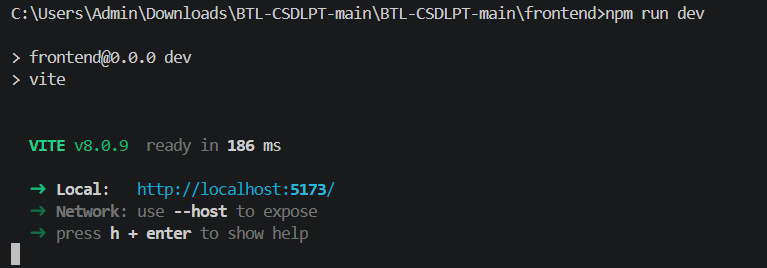 C:\Users\Admin\Downloads\BTL-CSDLPT-main\BTL-CSDLPT-main\frontend>npm run dev
> frontend@0.0.0 dev
> vite
VITE v8.0.9  ready in 186 ms
➜ Local:   http://localhost:5173/
➜ Network: use --host to expose
➜ press h + enter to show help